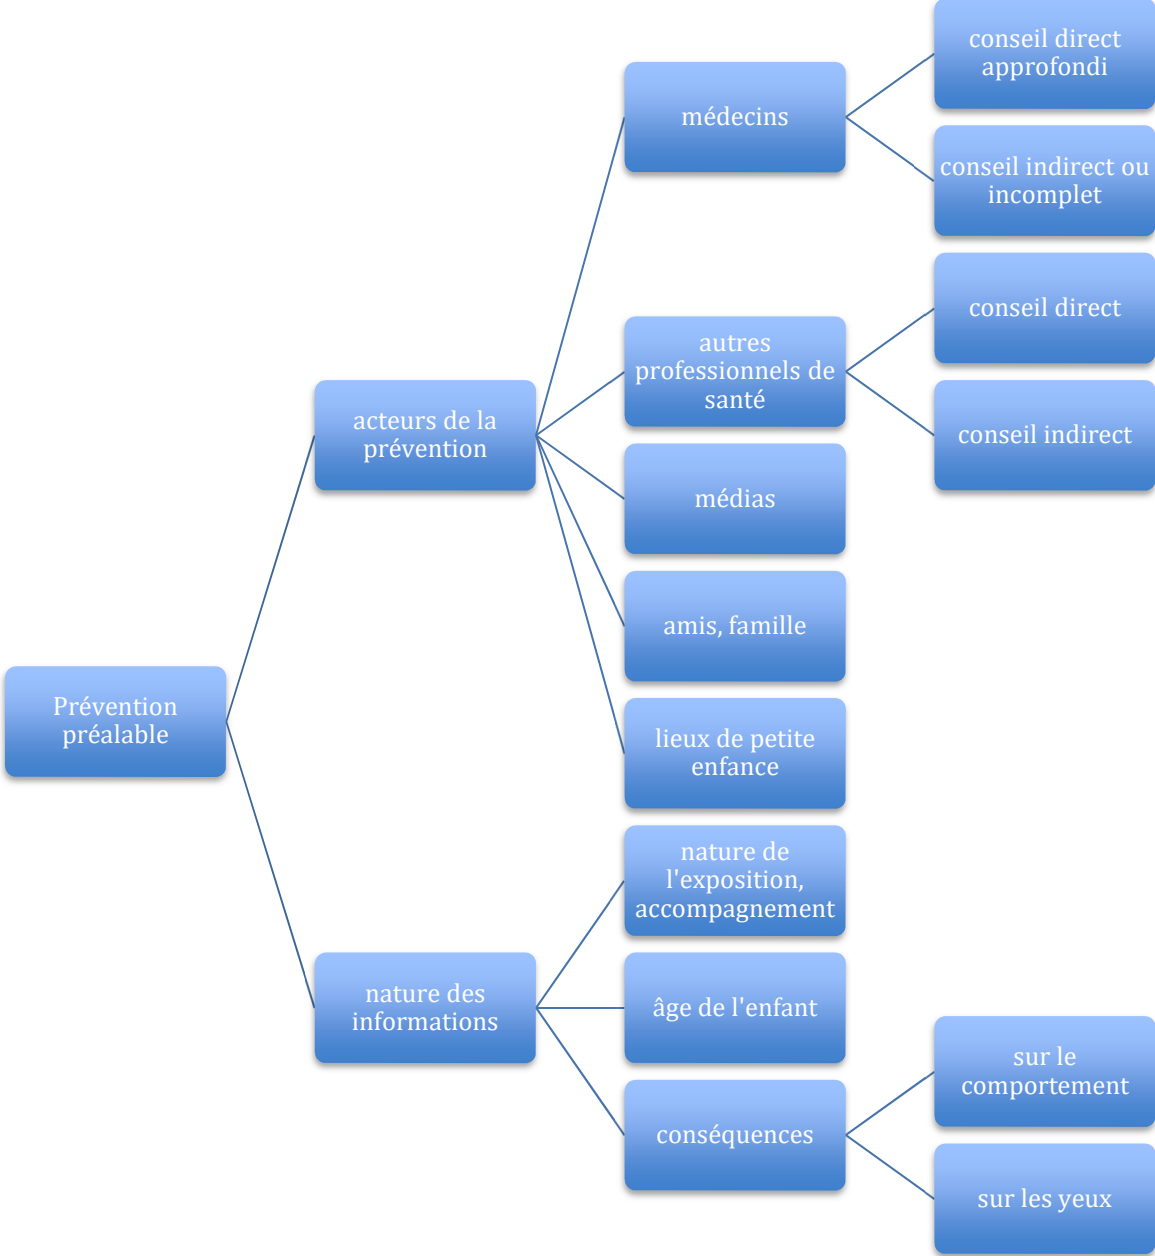 conseil direct
approfondi
médecins
conseil indirect ou
incomplet
conseil direct
autres
professionnels de
santé
conseil indirect
acteurs de la
prévention
médias
amis, famille
Prévention
préalable
lieux de petite
enfance
nature de
l'exposition,
accompagnement
nature des
informations
âge de l'enfant
sur le
comportement
conséquences
sur les yeux